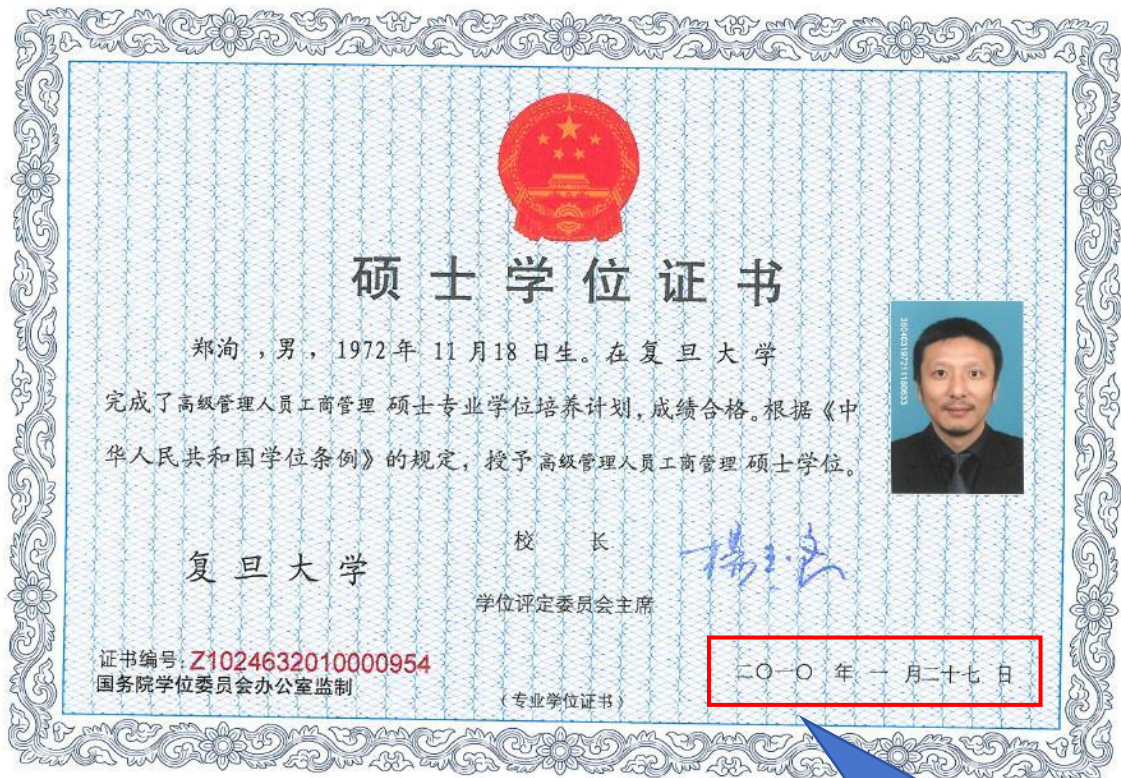 硕士学位证书
郑洵，男，1972年 11月18日生。在复旦大学
完成了高级管理人员工商管理 硕士专业学位培养计划，成绩合格。根据《中
华人民共和国学位条例》的规定，授予高级管理人员工商管理 硕士学位。
校 长
复旦大学
学位评定委员会主席
证书编号：Z1024632010000954
国务院学位委员会办公室监制
（专业学位证书）
二〇一〇 年 一 月二十七 日